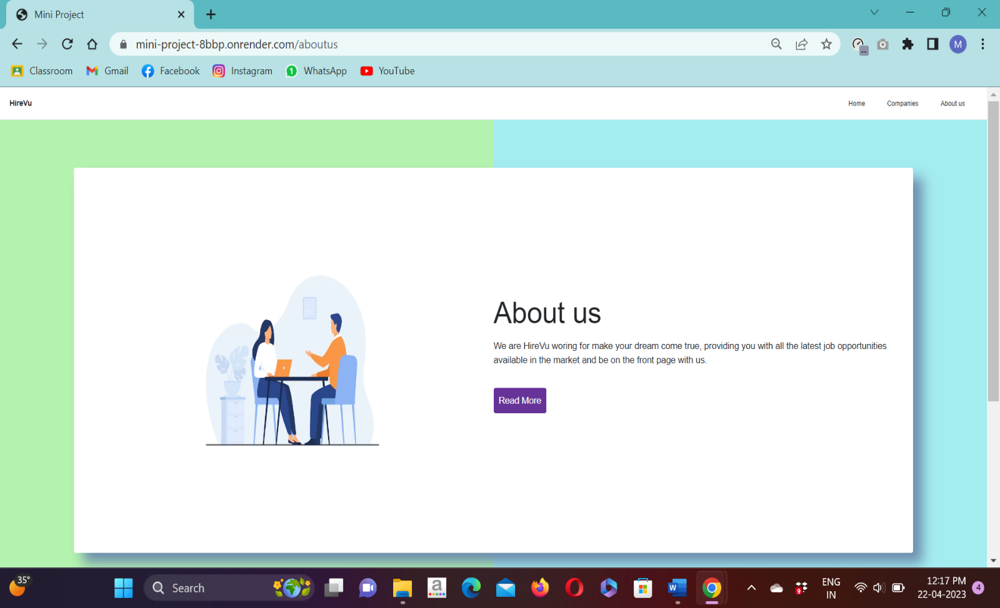 Mini Project
mini-project-8bbp.onrender.com/aboutus
M
Classroom Gmail Facebook Instagram 1 WhatsApp YouTube
HireVu Home Companies About us
About us
We are HireVu woring for make your dream come true, providing you with all the latest job opportunities
available in the market and be on the front page with us.
Read More
35°
Search
a
W
9
ENG
IN
12:17 PM
22-04-2023
4